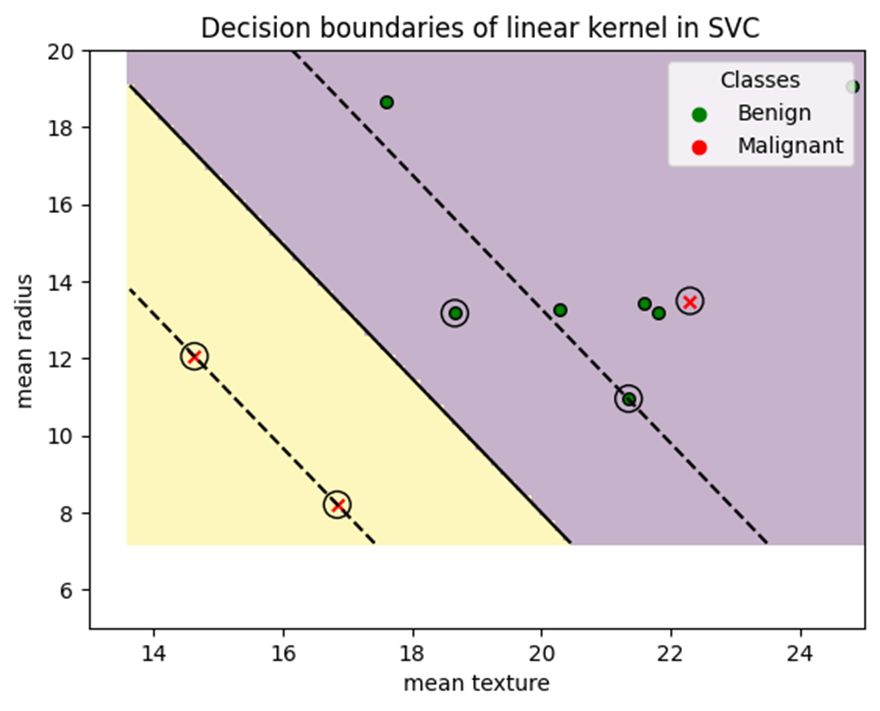 Decision boundaries of linear kernel in SVC
Classes
Benign
Malignant
20
18
16
14
12
10
8
6
mean radius
14 16 18 20 22 24
mean texture